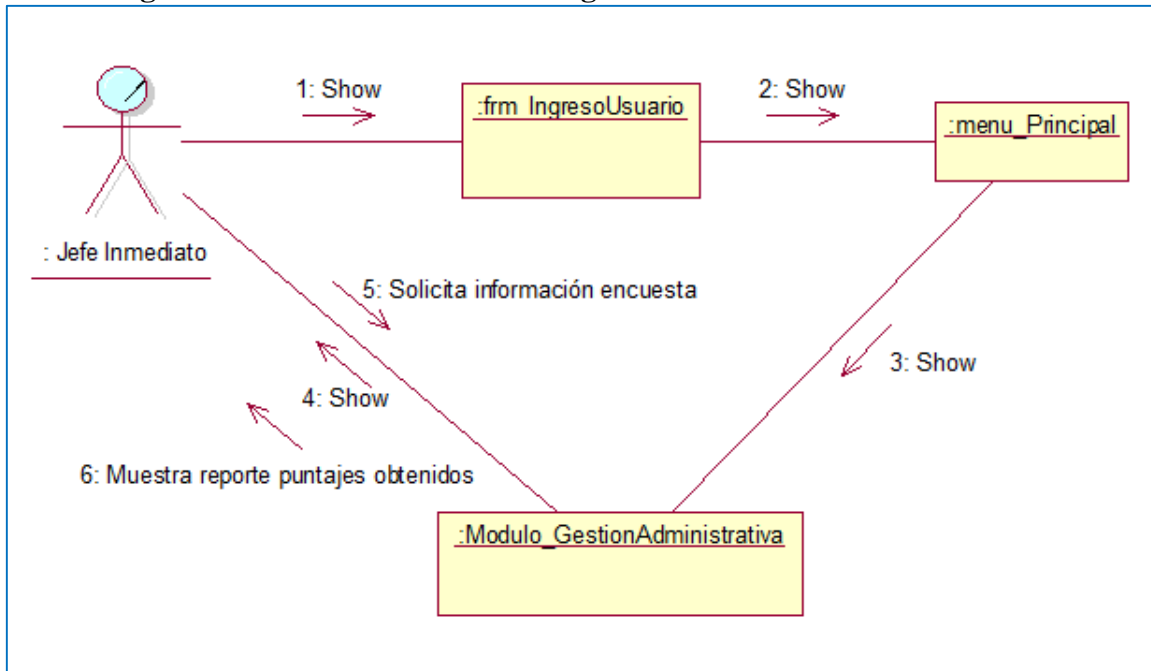 1: Show
:frm_IngresoUsuario
2: Show
:menu_Principal
: Jefe Inmediato
5: Solicita información encuesta
3: Show
4: Show
6: Muestra reporte puntajes obtenidos
:Modulo_GestionAdministrativa